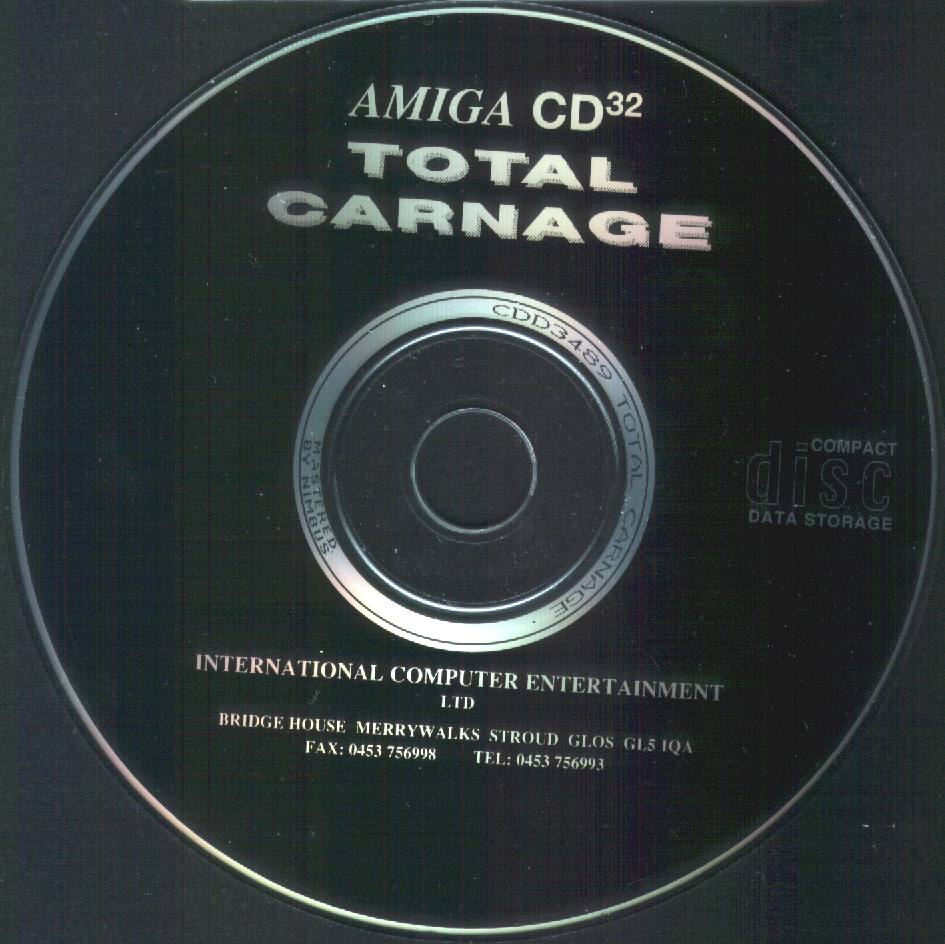 AMIGA CD32
TOTAL
CARNAGE
CDD3489 TOTAL CARNAGE
MASTERED
BY NIMBUS
COMPACT
disc
DATA STORAGE
INTERNATIONAL COMPUTER ENTERTAINMENT
LTD
BRIDGE HOUSE MERRYWALKS STROUD GLOS GL5 1QA
FAX: 0453 756998 TEL: 0453 756993